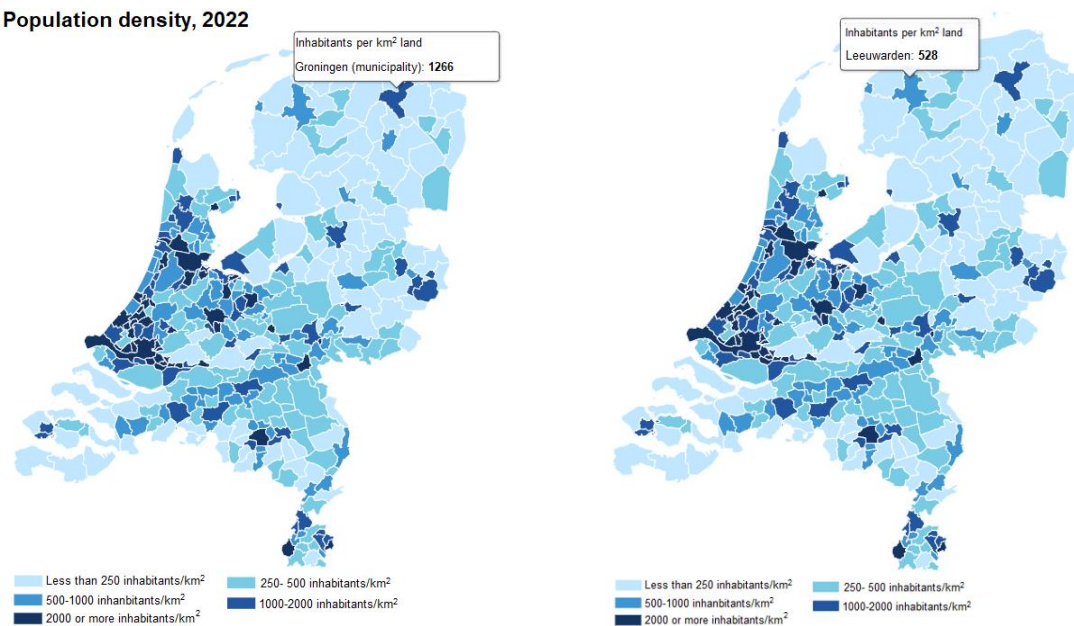 Population density, 2022
Inhabitants per km² land
Groningen (municipality): 1266
Inhabitants per km² land
Leeuwarden: 528
Less than 250 inhabitants/km²
250- 500 inhabitants/km²
500-1000 inhanbitants/km²
1000-2000 inhabitants/km²
2000 or more inhabitants/km²
Less than 250 inhabitants/km²
250- 500 inhabitants/km²
500-1000 inhanbitants/km²
1000-2000 inhabitants/km²
2000 or more inhabitants/km²